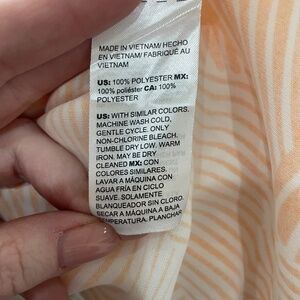 MADE IN VIETNAM/ HECHO
EN VIETNAM/ FABRIQUÉ AU
VIETNAM
US: 100% POLYESTER MX:
100% poliéster CA: 100%
POLYESTER
US: WITH SIMILAR COLORS.
MACHINE WASH COLD,
GENTLE CYCLE. ONLY
NON-CHLORINE BLEACH.
TUMBLE DRY LOW. WARM
IRON. MAY BE DRY
CLEANED MX: CON
COLORES SIMILARES.
LAVAR A MÁQUINA CON
AGUA FRÍA EN CICLO
SUAVE. SOLAMENTE
BLANQUEADOR SIN CLORO.
SECAR A MÁQUINA A BAJA
TEMPERATURA. PLANCHAR